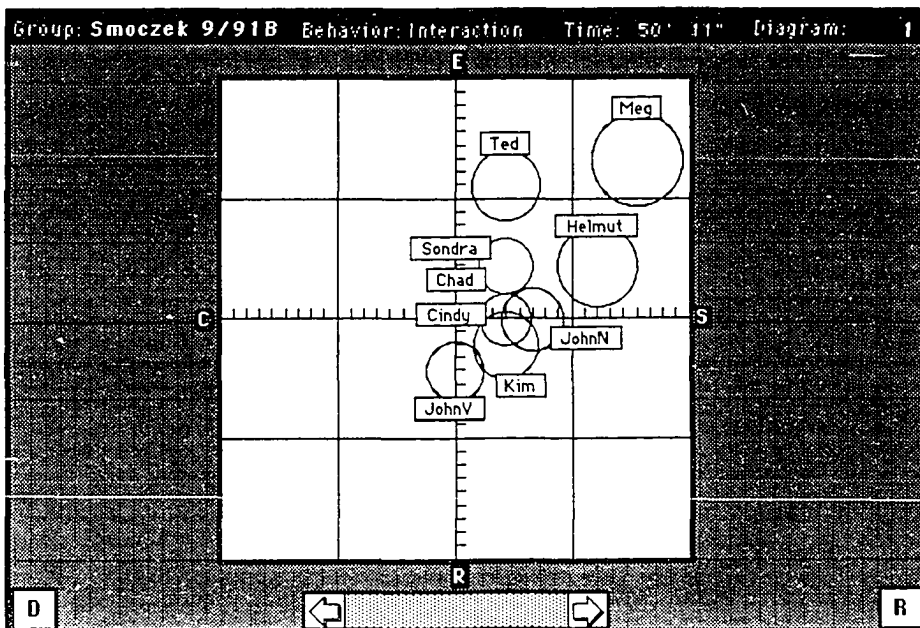 Group: Smoczek 9/91B Behavior: Interaction Time: 50' 11" Diagram: 1
E
Meg
Ted
Helmut
Sondra
Chad
C
Cindy
S
JohnN
Kim
JohnV
R
D
R